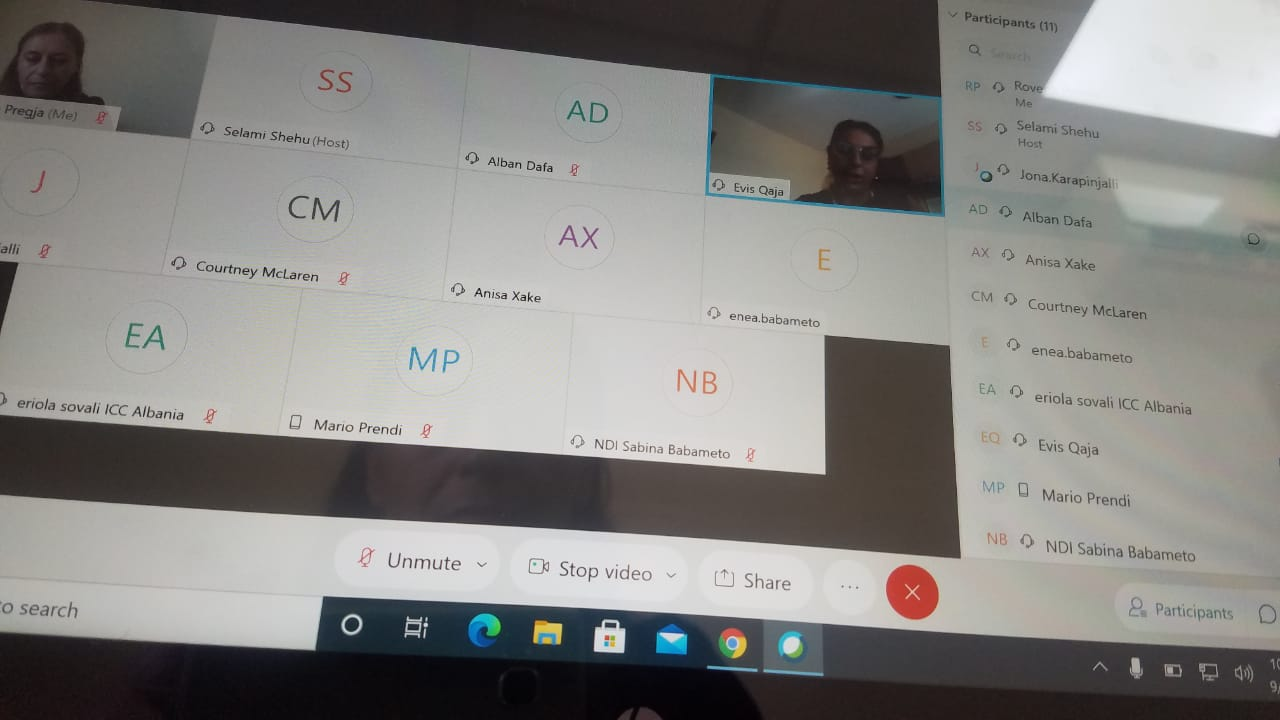 Pregja (Me)
SS
Selami Shehu (Host)
AD
Alban Dafa
Evis Qaja
J
alli
CM
Courtney McLaren
AX
Anisa Xake
E
enea.babameto
EA
eriola sovali ICC Albania
MP
Mario Prendi
NB
NDI Sabina Babameto
Participants (11)
Search
RP Rove
Me
SS Selami Shehu
Host
J Jona.Karapinjalli
AD Alban Dafa
AX Anisa Xake
CM Courtney McLaren
E enea.babameto
EA eriola sovali ICC Albania
EQ Evis Qaja
MP Mario Prendi
NB NDI Sabina Babameto
Unmute
Stop video
Share
Participants
to search